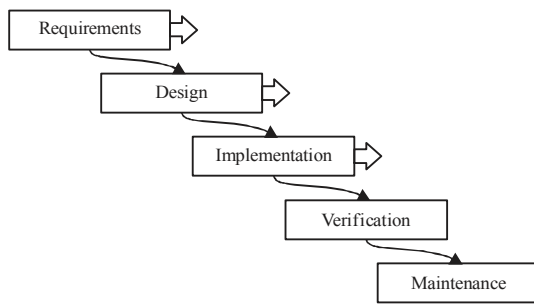 Requirements
Design
Implementation
Verification
Maintenance